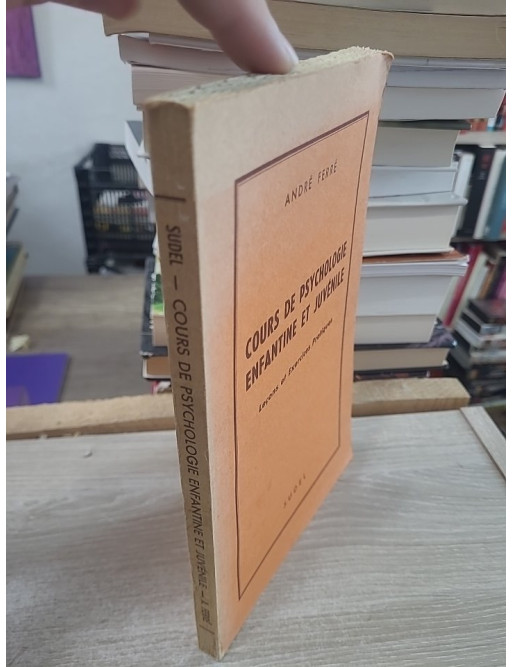 ANDRÉ FERRÉ
COURS DE PSYCHOLOGIE
ENFANTINE ET JUVÉNILE
Leçons et Exercices Pratiques
SUDEL
SUDEL — COURS DE PSYCHOLOGIE ENFANTINE ET JUVÉNILE — A. FERRÉ